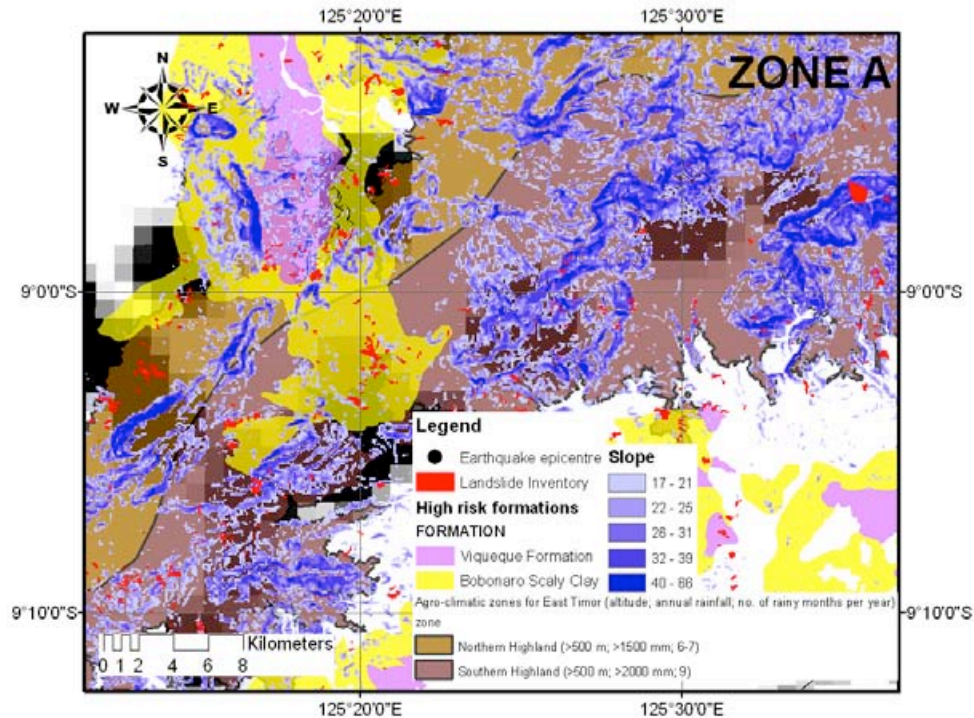 125°20'0"E 125°30'0"E
ZONE A
N
W E
S
9°0'0"S 9°0'0"S
Legend
Earthquake epicentre
Landslide Inventory
High risk formations
FORMATION
Viqueque Formation
Bobonaro Scaly Clay
Slope
17 - 21
22 - 25
26 - 31
32 - 39
40 - 66
Agro-climatic zones for East Timor (altitude; annual rainfall; no. of rainy months per year)
zone
Northern Highland (>500 m; >1500 mm; 6-7)
Southern Highland (>500 m; >2000 mm; 9)
9°10'0"S 9°10'0"S
Kilometers
0 1 2 4 6 8
125°20'0"E 125°30'0"E